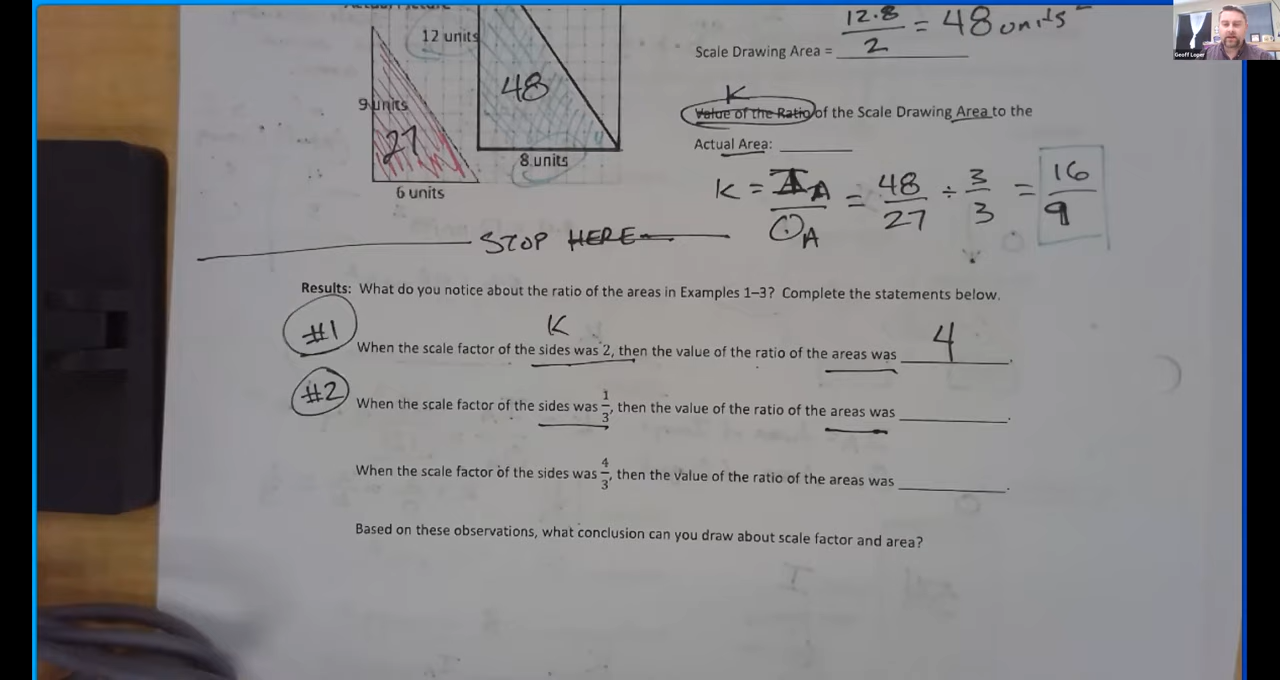 12 units
9 units
27
6 units
48
8 units
12.8
2
= 48 units
Scale Drawing Area =
K
Value of the Ratio of the Scale Drawing Area to the
Actual Area:
K = I A / O A = 48/27 ÷ 3/3 = 16/9
STOP HERE
Results: What do you notice about the ratio of the areas in Examples 1–3? Complete the statements below.
#1
K
When the scale factor of the sides was 2, then the value of the ratio of the areas was 4.
#2
When the scale factor of the sides was 1/3, then the value of the ratio of the areas was
When the scale factor of the sides was 4/3, then the value of the ratio of the areas was
Based on these observations, what conclusion can you draw about scale factor and area?